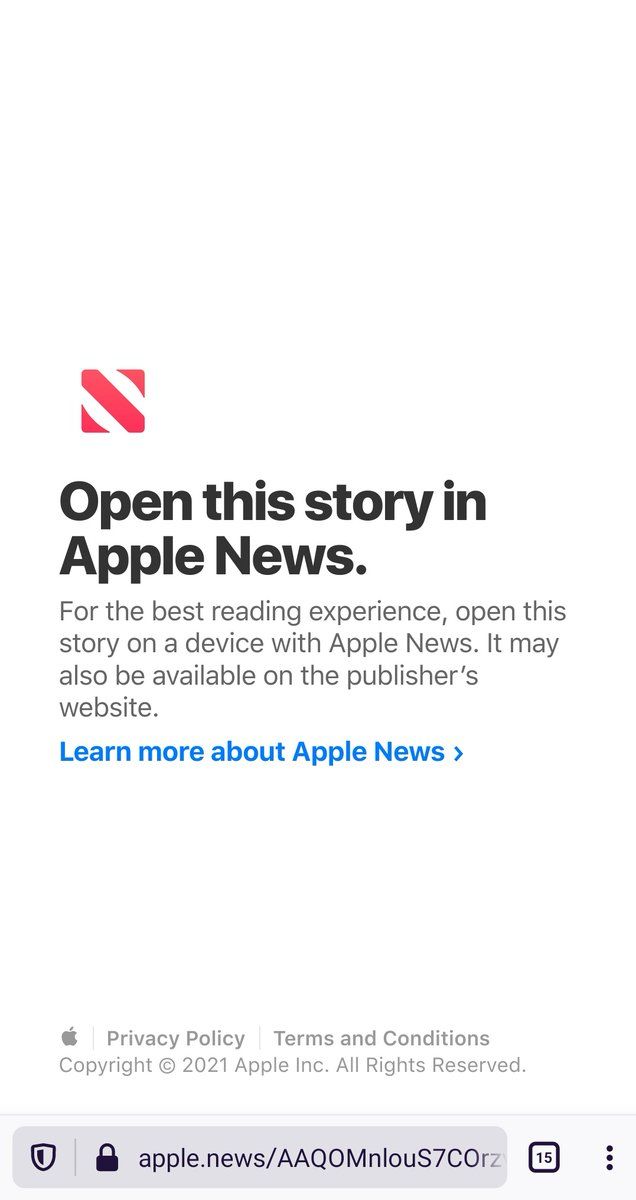 Open this story in
Apple News.
For the best reading experience, open this
story on a device with Apple News. It may
also be available on the publisher’s
website.
Learn more about Apple News ›
Privacy Policy Terms and Conditions
Copyright © 2021 Apple Inc. All Rights Reserved.
apple.news/AAQOMnlouS7COrz 15